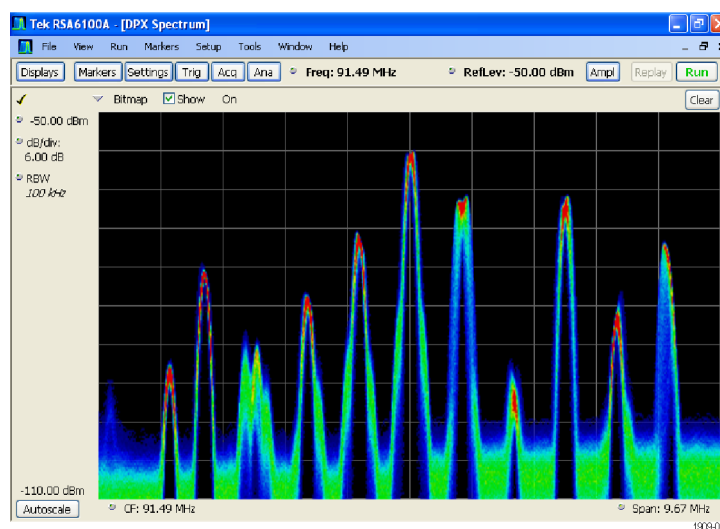 Tek RSA6100A - [DPX Spectrum]
File View Run Markers Setup Tools Window Help
Displays Markers Settings Trig Acq Ana Freq: 91.49 MHz RefLev: -50.00 dBm Ampl Replay Run
Bitmap Show On Clear
-50.00 dBm
dB/div:
6.00 dB
RBW
100 kHz
-110.00 dBm
Autoscale CF: 91.49 MHz Span: 9.67 MHz